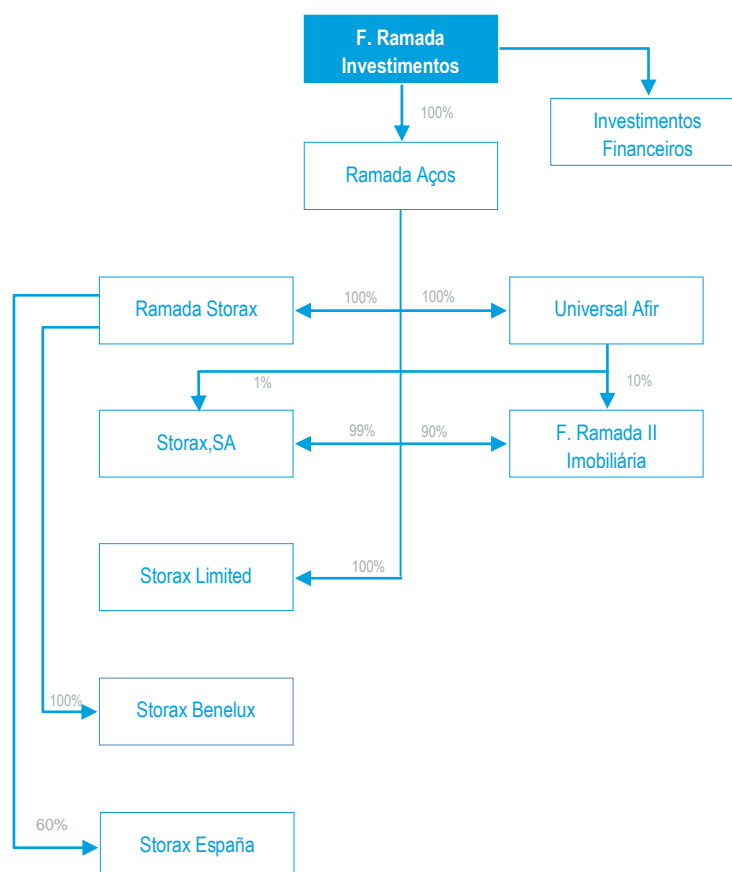 F. Ramada
Investimentos
100%
Investimentos
Financeiros
Ramada Aços
Ramada Storax
100%
100%
Universal Afir
1%
10%
Storax,SA
99%
90%
F. Ramada II
Imobiliária
Storax Limited
100%
100%
Storax Benelux
60%
Storax España